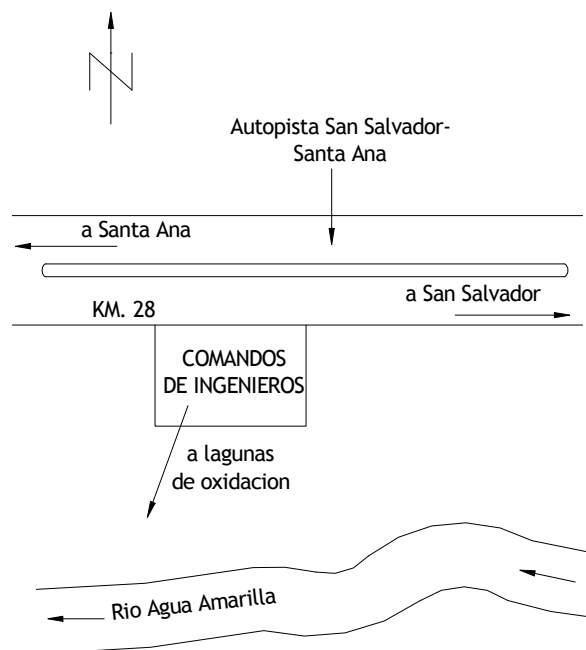 Autopista San Salvador-
Santa Ana
a Santa Ana
a San Salvador
KM. 28
COMANDOS
DE INGENIEROS
a lagunas
de oxidacion
Rio Agua Amarilla